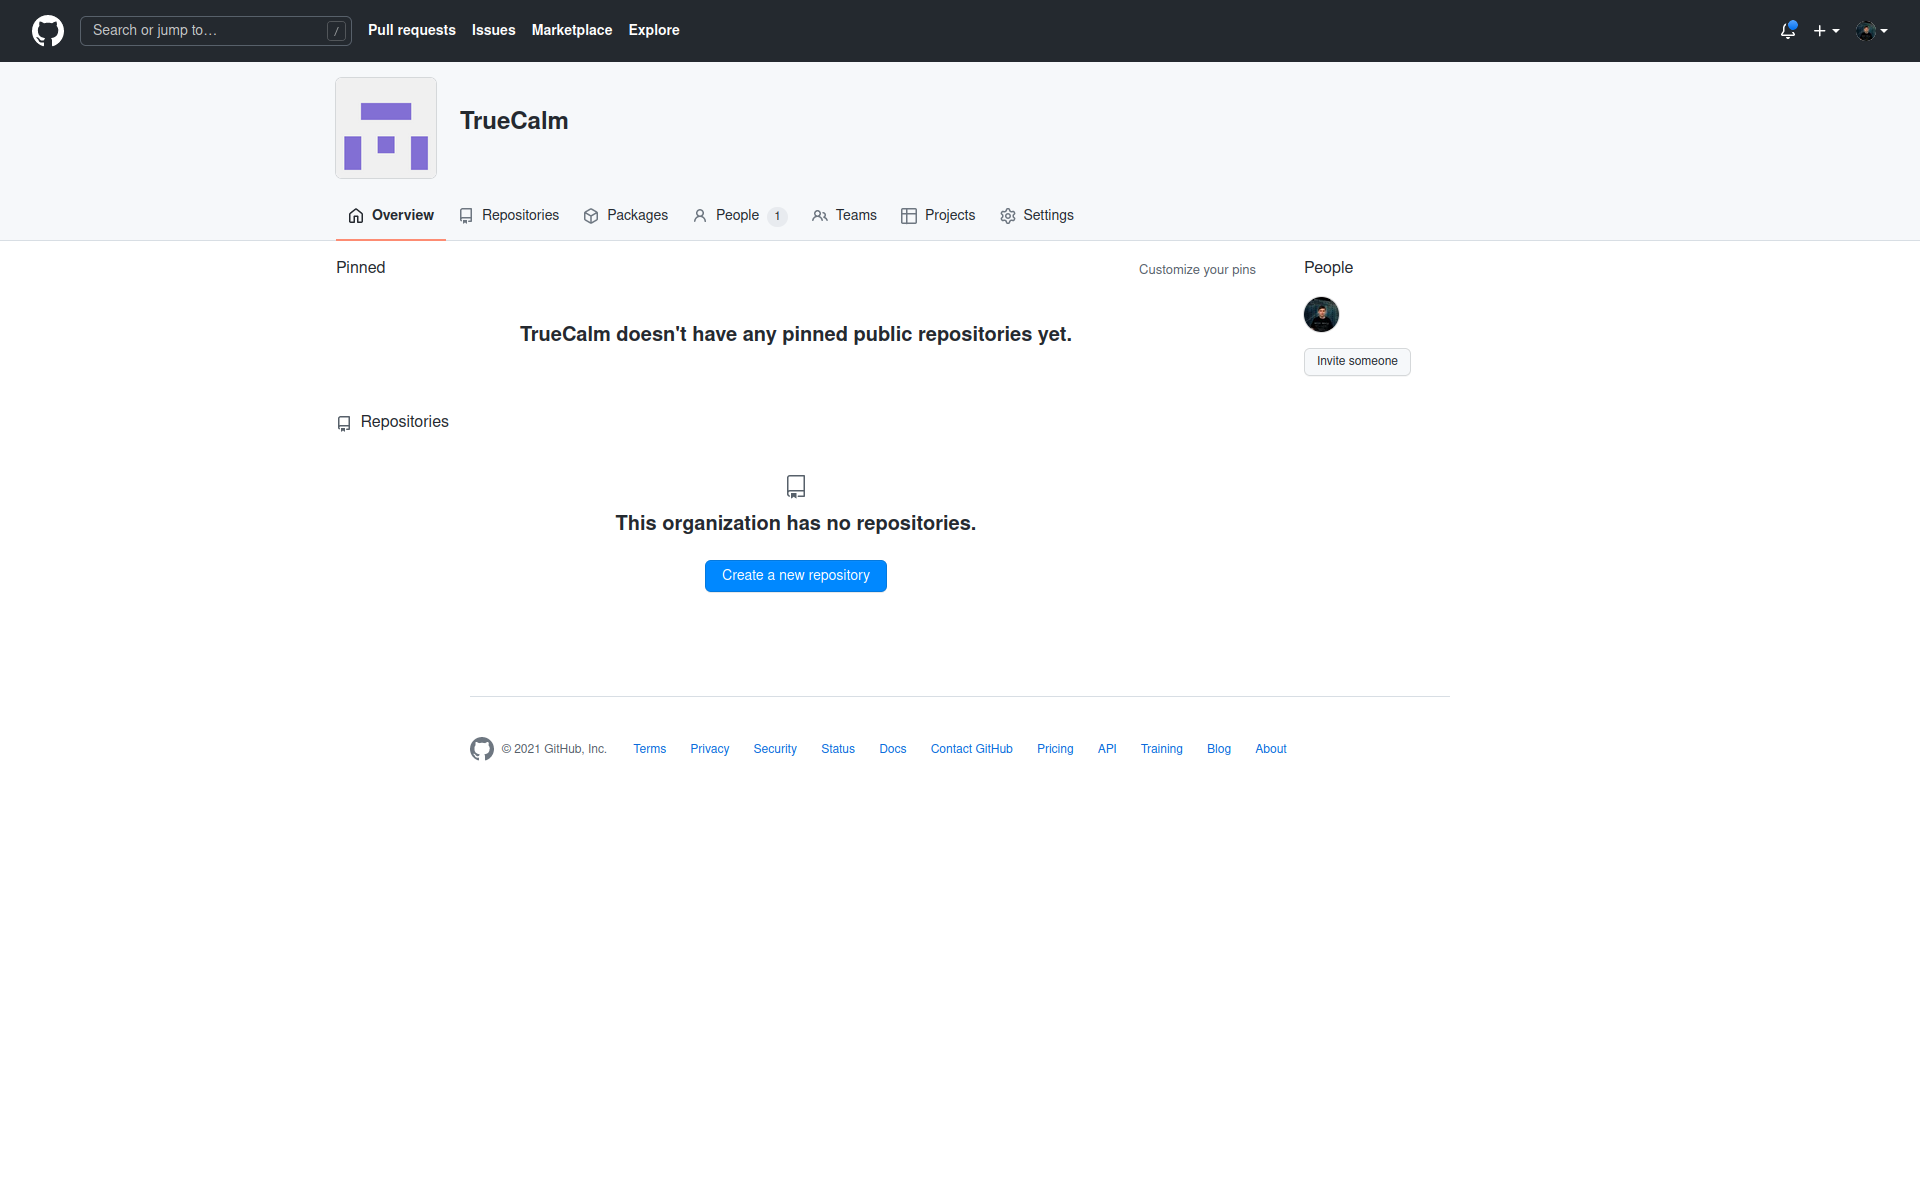 Search or jump to… /
Pull requests Issues Marketplace Explore
TrueCalm
Overview Repositories Packages People 1 Teams Projects Settings
Pinned
Customize your pins
TrueCalm doesn't have any pinned public repositories yet.
People
Invite someone
Repositories
This organization has no repositories.
Create a new repository
© 2021 GitHub, Inc. Terms Privacy Security Status Docs Contact GitHub Pricing API Training Blog About